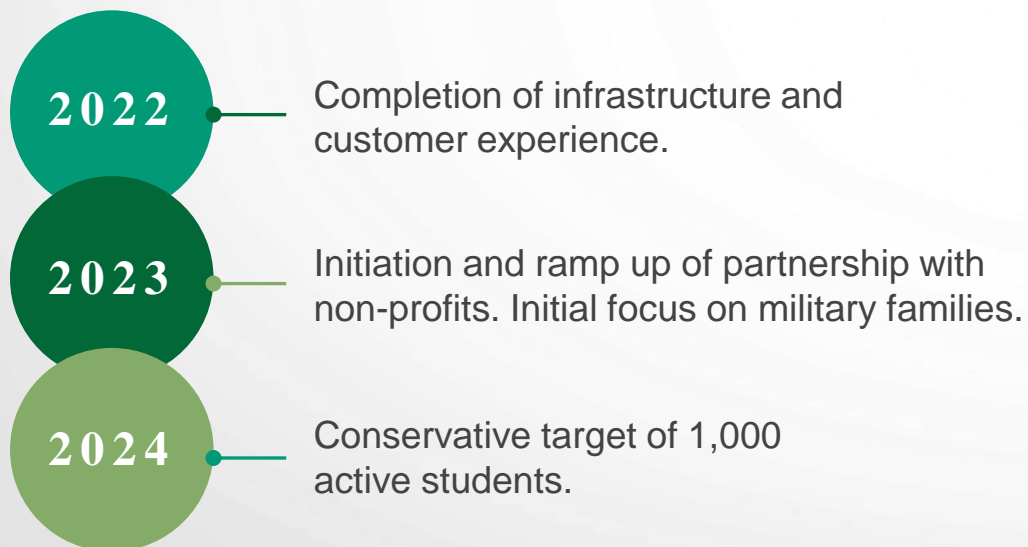 2022
Completion of infrastructure and
customer experience.
2023
Initiation and ramp up of partnership with
non-profits. Initial focus on military families.
2024
Conservative target of 1,000
active students.